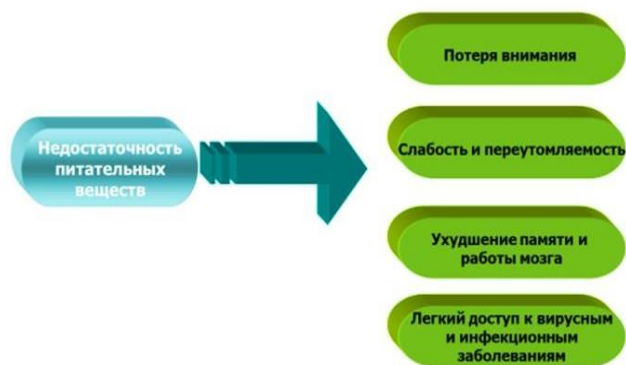 Недостаточность
питательных
веществ
Потеря внимания
Слабость и переутомляемость
Ухудшение памяти и
работы мозга
Легкий доступ к вирусным
и инфекционным
заболеваниям